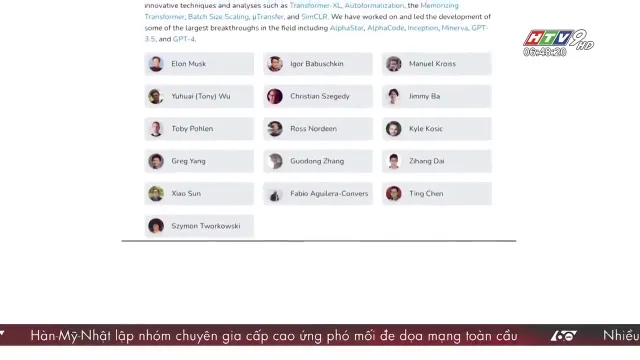 innovative techniques and analyses such as Transformer-XL, Autoformalization, the Memorizing
Transformer, Batch Size Scaling, μTransfer, and SimCLR. We have worked on and led the development of
some of the largest breakthroughs in the field including AlphaStar, AlphaCode, Inception, Minerva, GPT-
3.5, and GPT-4.
HTV9 HD
06:48:20
Elon Musk
Igor Babuschkin
Manuel Kroiss
Yuhuai (Tony) Wu
Christian Szegedy
Jimmy Ba
Toby Pohlen
Ross Nordeen
Kyle Kosic
Greg Yang
Guodong Zhang
Zihang Dai
Xiao Sun
Fabio Aguilera-Convers
Ting Chen
Szymon Tworkowski
Hàn-Mỹ-Nhật lập nhóm chuyên gia cấp cao ứng phó mối đe dọa mạng toàn cầu
Nhiều